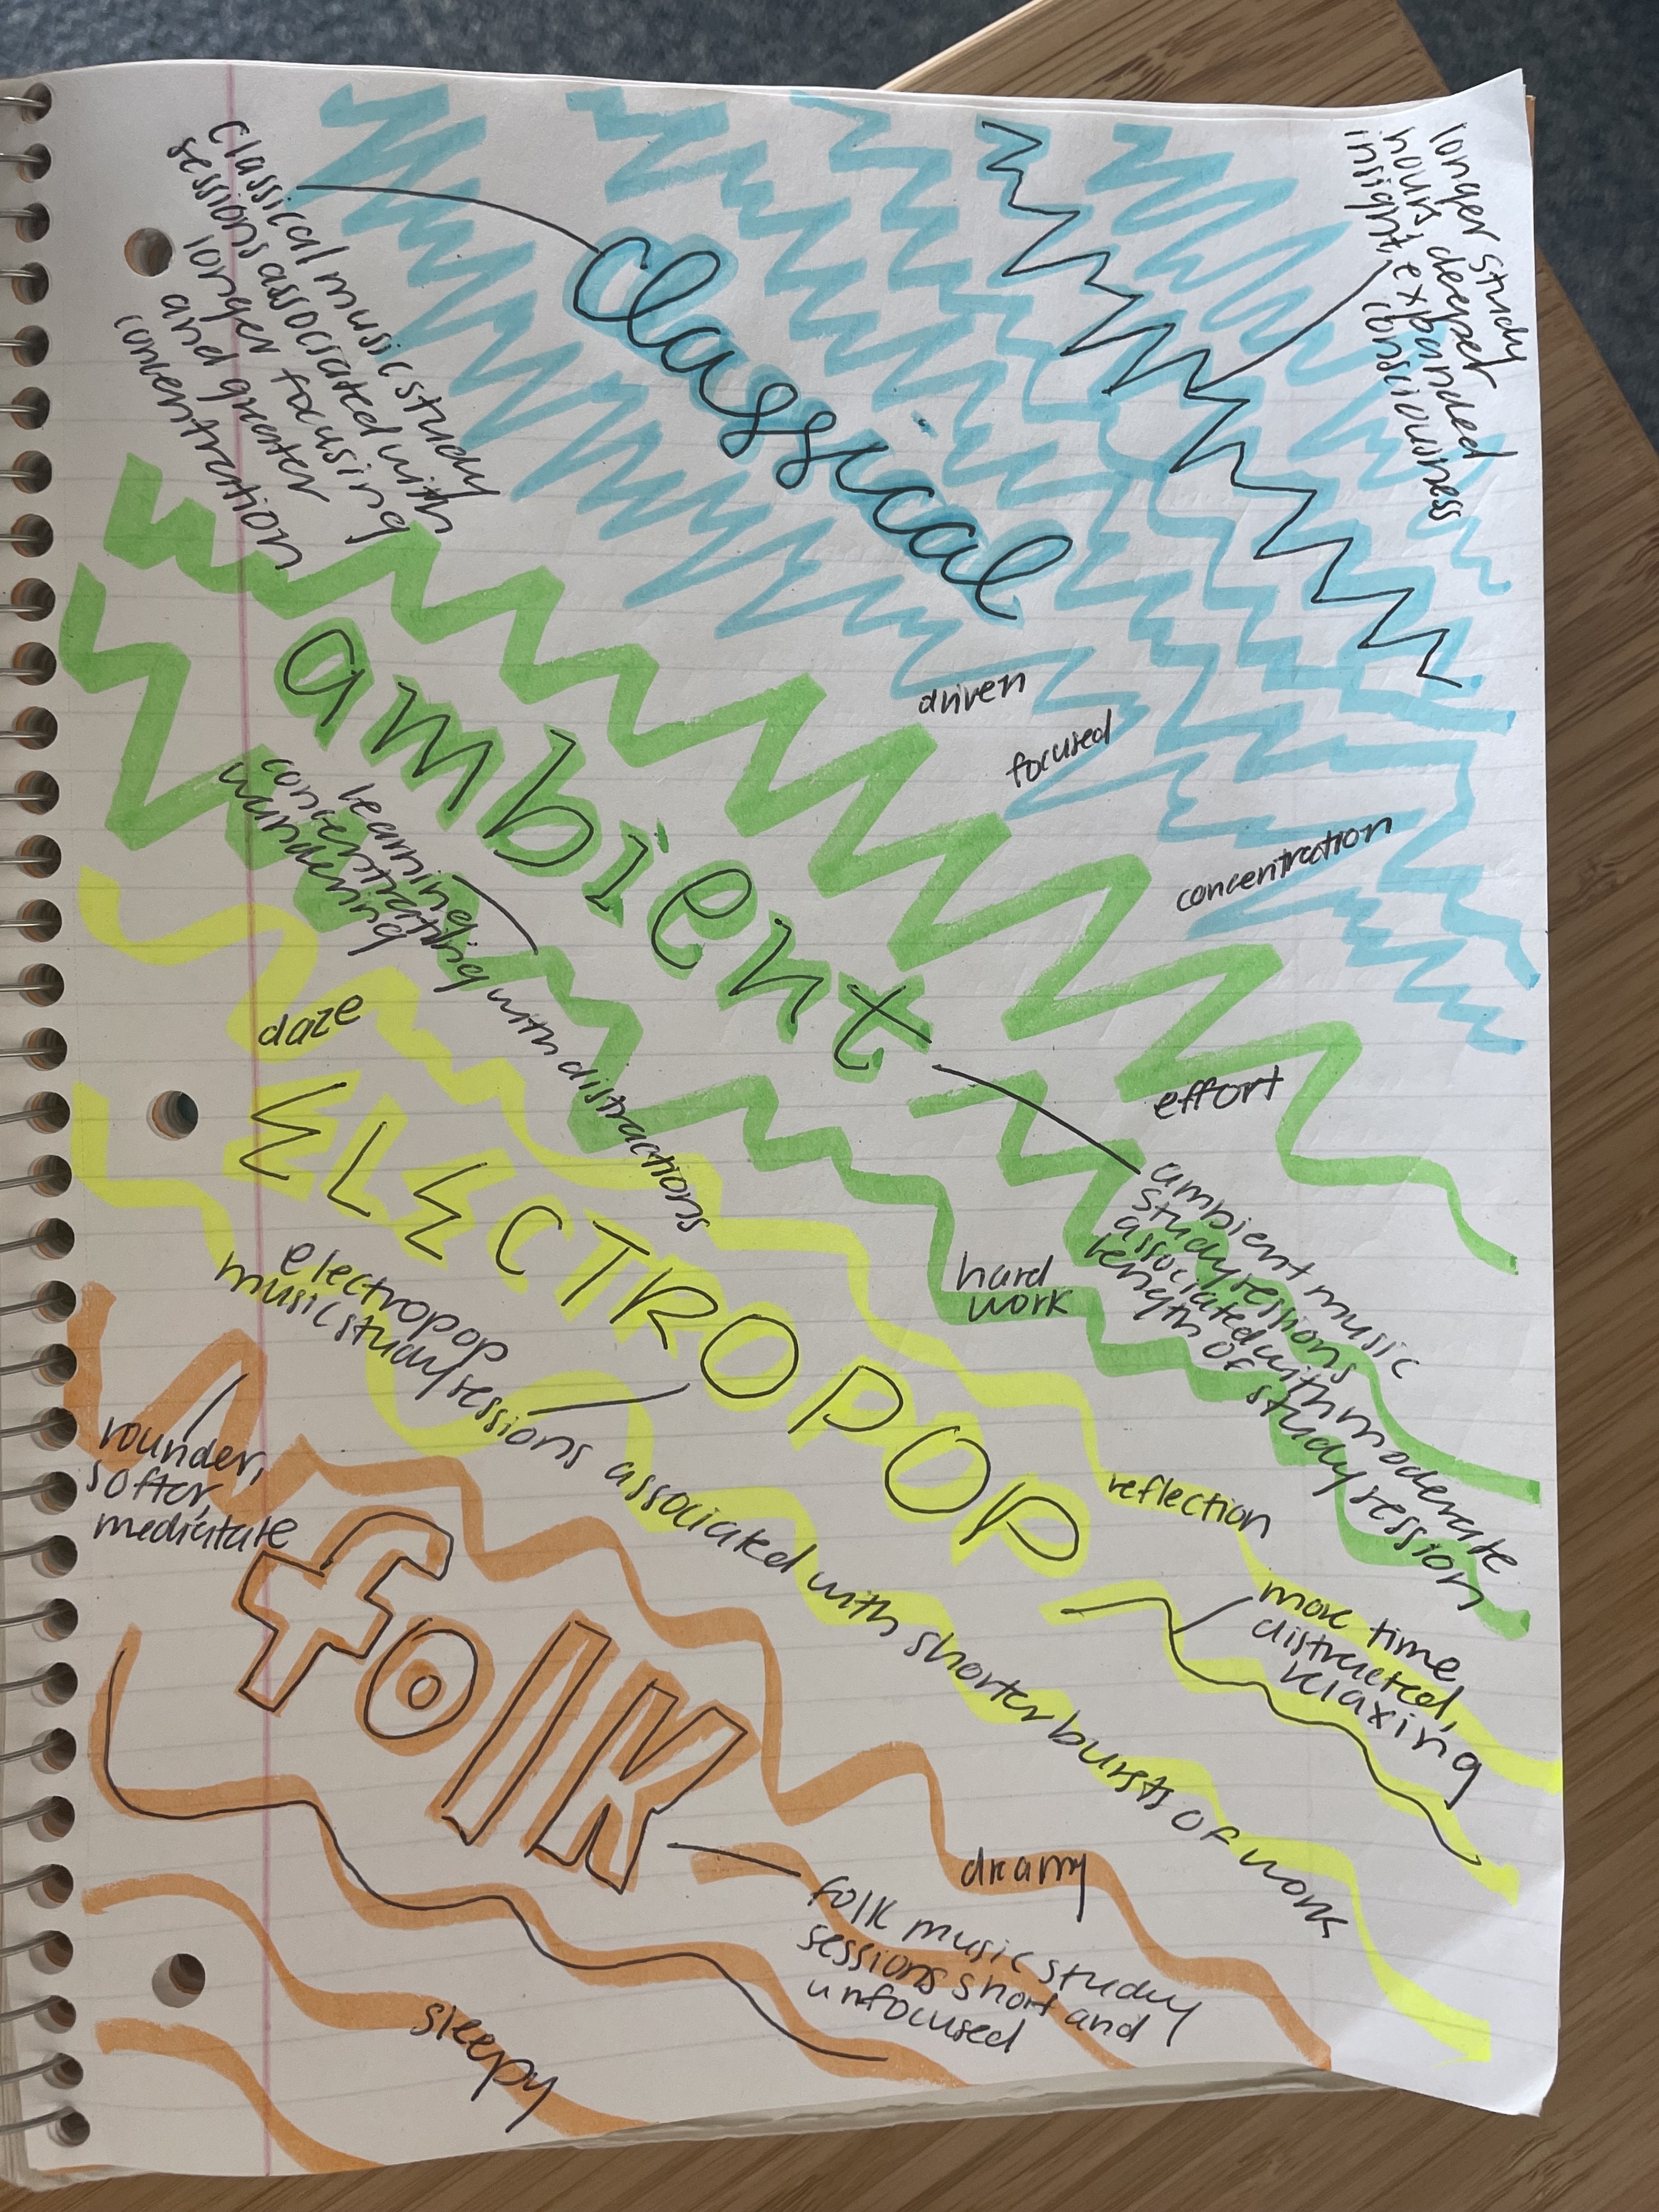 classical music study
sessions associated with
longer focusing
and greater
concentration
classical
longer study
hours, deeper
insight, expanded
consciouness
driven
focused
concentration
ambient
learning,
concentrating with distractions
wandering
effort
ambient music
study sessions
associated with moderate
length of study session
hard
work
daze
ELECTROPOP
electropop
music study sessions associated with shorter bursts of work
reflection
more time,
distracted,
relaxing
rounder,
softer,
mediatate
folk
dreamy
folk music study
sessions short and
unfocused
sleepy